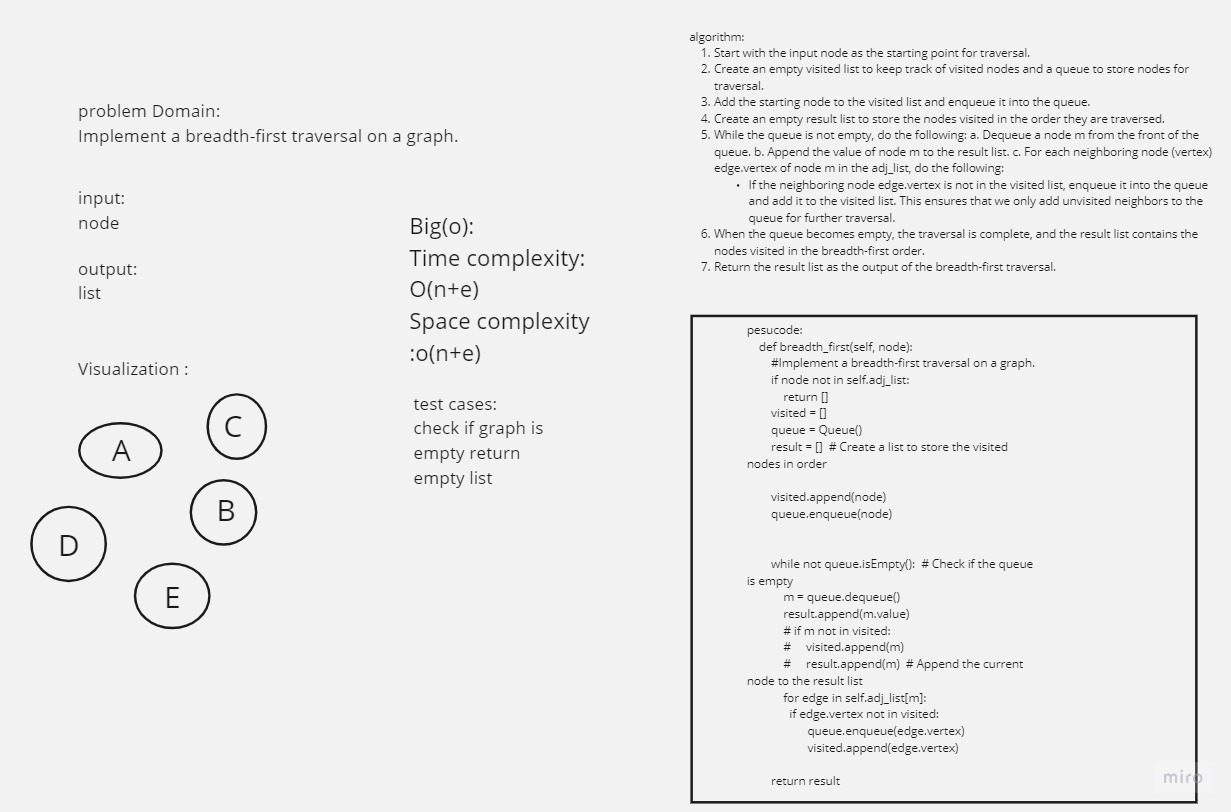 problem Domain:
Implement a breadth-first traversal on a graph.
input:
node
output:
list
Visualization :
A
C
B
D
E
Big(o):
Time complexity:
O(n+e)
Space complexity
:o(n+e)
test cases:
check if graph is
empty return
empty list
algorithm:
1. Start with the input node as the starting point for traversal.
2. Create an empty visited list to keep track of visited nodes and a queue to store nodes for
traversal.
3. Add the starting node to the visited list and enqueue it into the queue.
4. Create an empty result list to store the nodes visited in the order they are traversed.
5. While the queue is not empty, do the following: a. Dequeue a node m from the front of the
queue. b. Append the value of node m to the result list. c. For each neighboring node (vertex)
edge.vertex of node m in the adj_list, do the following:
• If the neighboring node edge.vertex is not in the visited list, enqueue it into the queue
and add it to the visited list. This ensures that we only add unvisited neighbors to the
queue for further traversal.
6. When the queue becomes empty, the traversal is complete, and the result list contains the
nodes visited in the breadth-first order.
7. Return the result list as the output of the breadth-first traversal.
pesucode:
def breadth_first(self, node):
#Implement a breadth-first traversal on a graph.
if node not in self.adj_list:
return []
visited = []
queue = Queue()
result = [] # Create a list to store the visited
nodes in order
visited.append(node)
queue.enqueue(node)
while not queue.isEmpty(): # Check if the queue
is empty
m = queue.dequeue()
result.append(m.value)
# if m not in visited:
# visited.append(m)
# result.append(m) # Append the current
node to the result list
for edge in self.adj_list[m]:
if edge.vertex not in visited:
queue.enqueue(edge.vertex)
visited.append(edge.vertex)
return result
miro